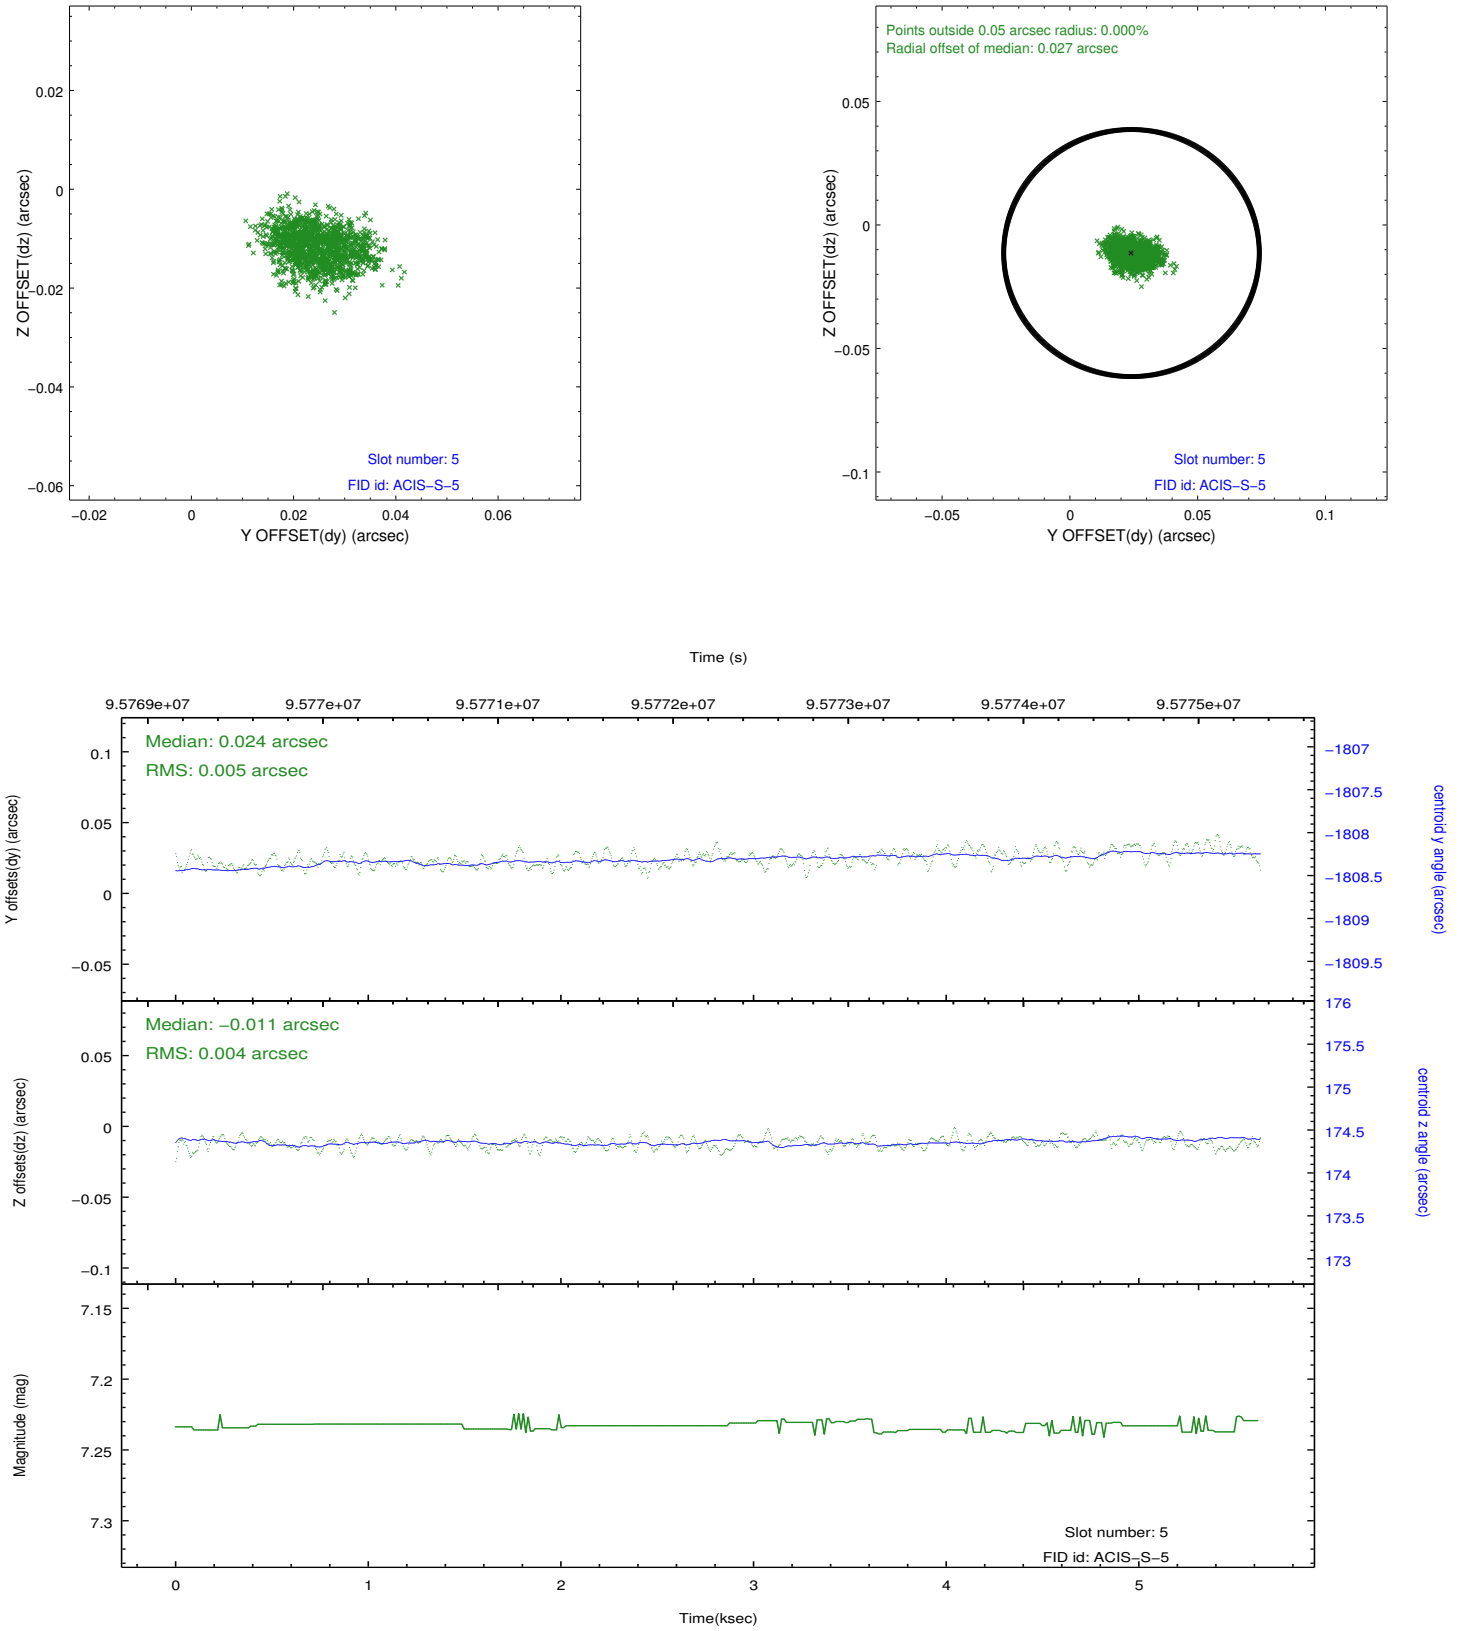 0.02
0
−0.02
−0.04
−0.06
Z OFFSET(dz) (arcsec)
Slot number: 5
FID id: ACIS−S−5
−0.02 0 0.02 0.04 0.06
Y OFFSET(dy) (arcsec)
Points outside 0.05 arcsec radius: 0.000%
Radial offset of median: 0.027 arcsec
0.05
0
−0.05
−0.1
Z OFFSET(dz) (arcsec)
Slot number: 5
FID id: ACIS−S−5
−0.05 0 0.05 0.1
Y OFFSET(dy) (arcsec)
Time (s)
9.5769e+07 9.577e+07 9.5771e+07 9.5772e+07 9.5773e+07 9.5774e+07 9.5775e+07
Median: 0.024 arcsec
RMS: 0.005 arcsec
0.1
0.05
0
−0.05
Y offsets(dy) (arcsec)
−1807
−1807.5
−1808
−1808.5
−1809
−1809.5
centroid y angle (arcsec)
Median: −0.011 arcsec
RMS: 0.004 arcsec
0.05
0
−0.05
−0.1
Z offsets(dz) (arcsec)
176
175.5
175
174.5
174
173.5
173
centroid z angle (arcsec)
7.15
7.2
7.25
7.3
Magnitude (mag)
Slot number: 5
FID id: ACIS−S−5
0 1 2 3 4 5
Time(ksec)